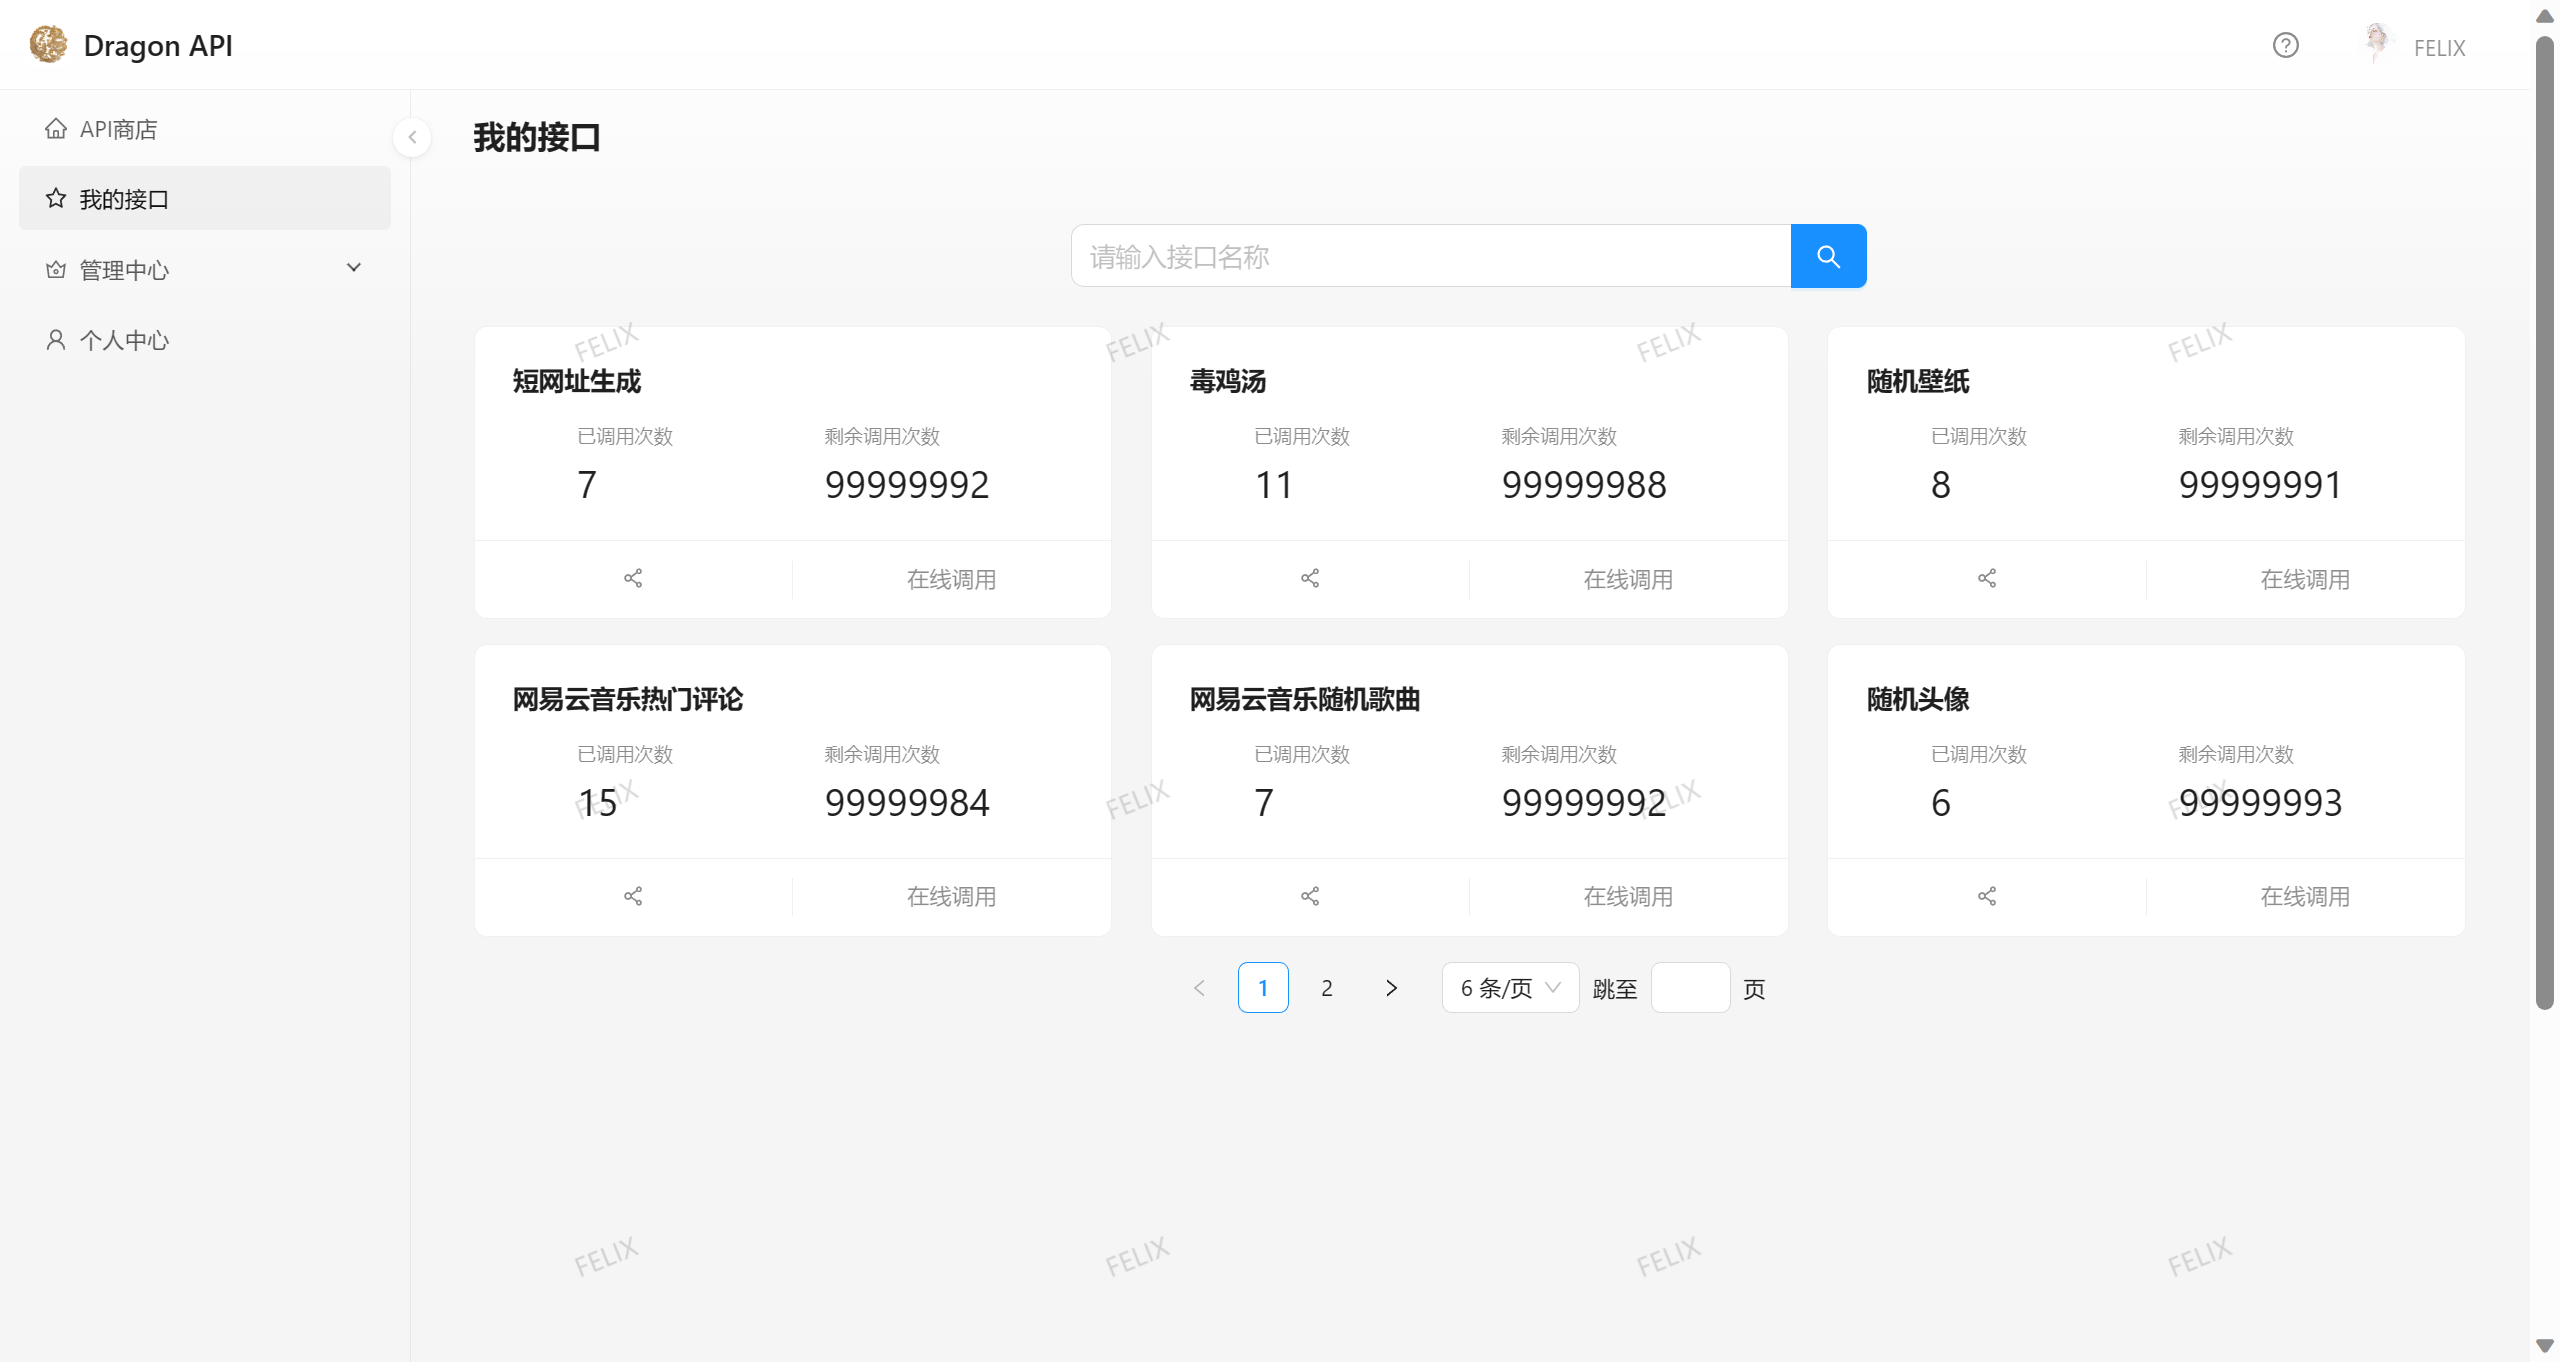 Dragon API
FELIX
API商店
我的接口
管理中心
个人中心
我的接口
请输入接口名称
短网址生成
已调用次数 剩余调用次数
7 99999992
在线调用
毒鸡汤
已调用次数 剩余调用次数
11 99999988
在线调用
随机壁纸
已调用次数 剩余调用次数
8 99999991
在线调用
网易云音乐热门评论
已调用次数 剩余调用次数
15 99999984
在线调用
网易云音乐随机歌曲
已调用次数 剩余调用次数
7 99999992
在线调用
随机头像
已调用次数 剩余调用次数
6 99999993
在线调用
1 2 6 条/页 跳至 页
FELIX FELIX FELIX FELIX
FELIX FELIX FELIX FELIX
FELIX FELIX FELIX FELIX